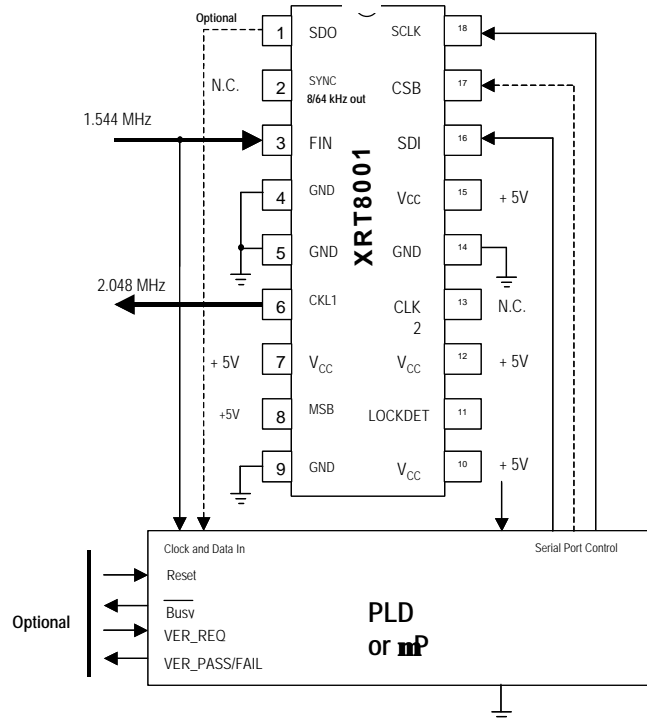 Optional
1 SDO SCLK 18
N.C. 2 SYNC CSB 17
8/64 kHz out
1.544 MHz
3 FIN SDI 16
4 GND Vcc 15 + 5V
XRT8001
5 GND GND 14
2.048 MHz
6 CKL1 CLK 13 N.C.
2
+ 5V 7 VCC VCC 12 + 5V
+5V 8 MSB LOCKDET 11
9 GND VCC 10 + 5V
Clock and Data In Serial Port Control
Reset
Busy
Optional
VER_REQ
VER_PASS/FAIL
PLD
or mP